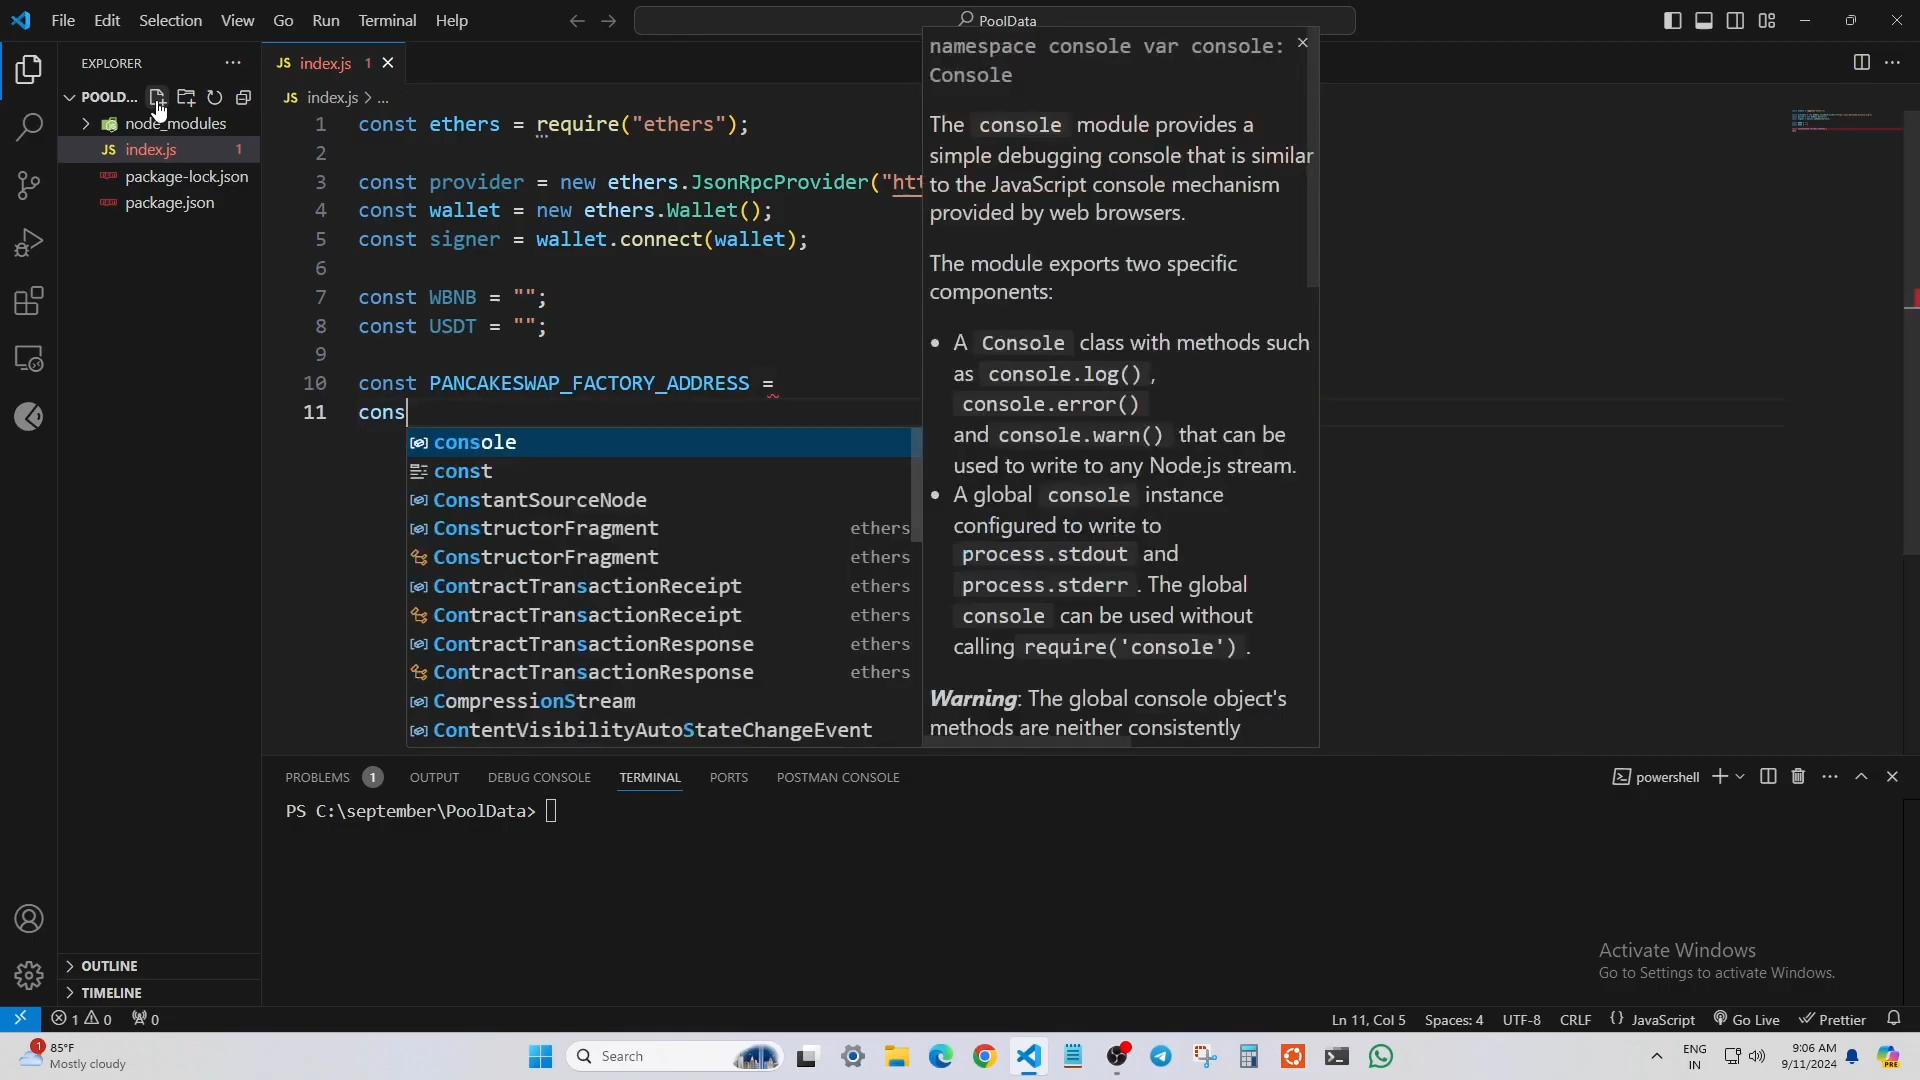 File Edit Selection View Go Run Terminal Help
PoolData
EXPLORER
JS index.js 1
POOLD...
JS index.js > ...
node_modules
JS index.js 1
package-lock.json
package.json
1 const ethers = require("ethers");
2
3 const provider = new ethers.JsonRpcProvider("htt
4 const wallet = new ethers.Wallet();
5 const signer = wallet.connect(wallet);
6
7 const WBNB = "";
8 const USDT = "";
9
10 const PANCAKESWAP_FACTORY_ADDRESS =
11 cons
console
const
ConstantSourceNode
ConstructorFragment ethers
ConstructorFragment ethers
ContractTransactionReceipt ethers
ContractTransactionReceipt ethers
ContractTransactionResponse ethers
ContractTransactionResponse ethers
CompressionStream
ContentVisibilityAutoStateChangeEvent
namespace console var console:
Console
The console module provides a
simple debugging console that is similar
to the JavaScript console mechanism
provided by web browsers.
The module exports two specific
components:
• A Console class with methods such
as console.log() ,
console.error()
and console.warn() that can be
used to write to any Node.js stream.
• A global console instance
configured to write to
process.stdout and
process.stderr . The global
console can be used without
calling require('console') .
Warning: The global console object's
methods are neither consistently
PROBLEMS 1 OUTPUT DEBUG CONSOLE TERMINAL PORTS POSTMAN CONSOLE
powershell
PS C:\september\PoolData>
OUTLINE
TIMELINE
Activate Windows
Go to Settings to activate Windows.
1 0 0
Ln 11, Col 5 Spaces: 4 UTF-8 CRLF {} JavaScript Go Live Prettier
1
85°F
Mostly cloudy
Search
ENG
IN
9:06 AM
9/11/2024
PRE